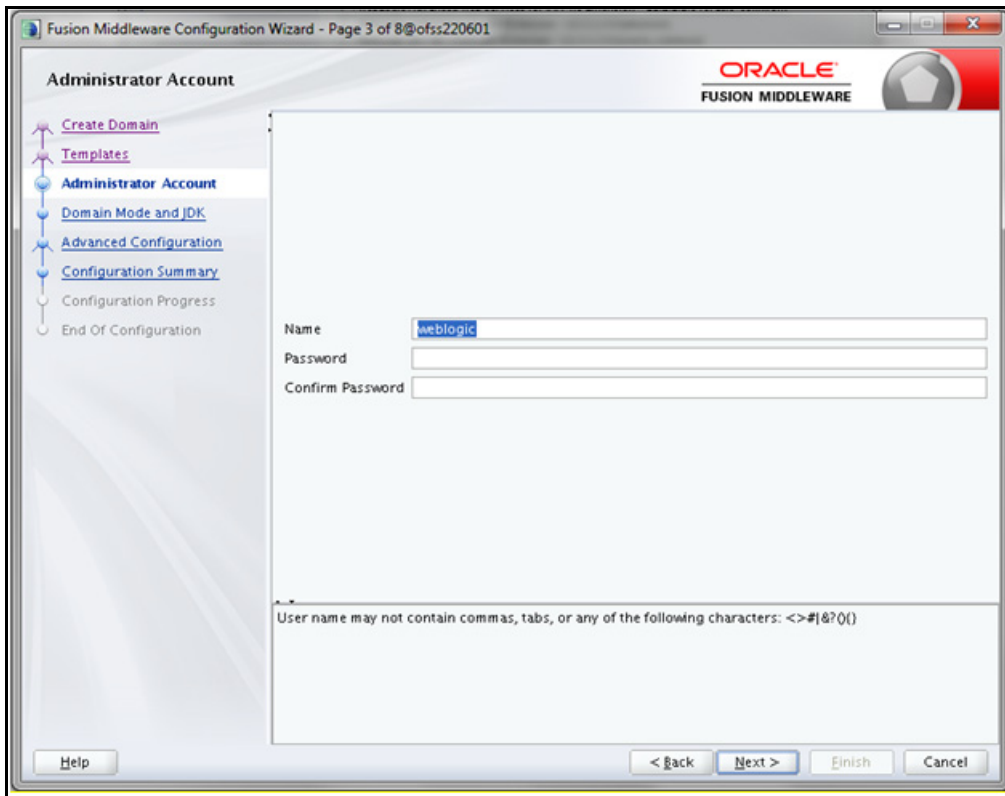 Fusion Middleware Configuration Wizard - Page 3 of 8@ofss220601
Administrator Account
ORACLE
FUSION MIDDLEWARE
Create Domain
Templates
Administrator Account
Domain Mode and JDK
Advanced Configuration
Configuration Summary
Configuration Progress
End Of Configuration
Name weblogic
Password
Confirm Password
User name may not contain commas, tabs, or any of the following characters: <>#|&?(){}
Help
< Back Next > Finish Cancel